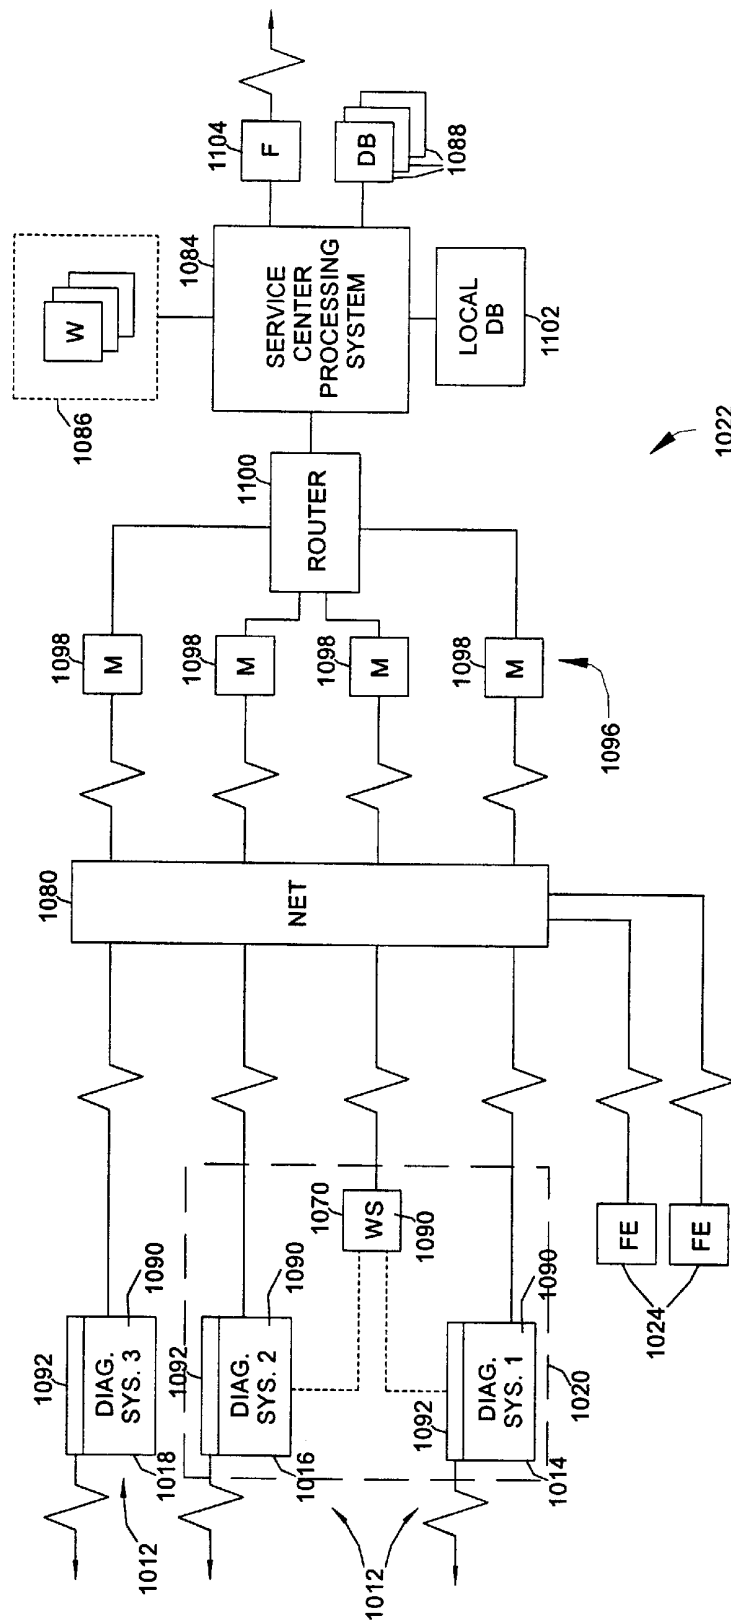 1092
1090
DIAG.
SYS. 3
1018
1012
1092
1090
DIAG.
SYS. 2
1016
1070
WS
1090
1092
1090
DIAG.
SYS. 1
1014
1020
1012
FE
FE
1024
1080
NET
1098
M
1098
M
1098
M
1098
M
1096
1100
ROUTER
1086
W
1084
SERVICE
CENTER
PROCESSING
SYSTEM
1104
F
DB
1088
LOCAL
DB
1102
1022